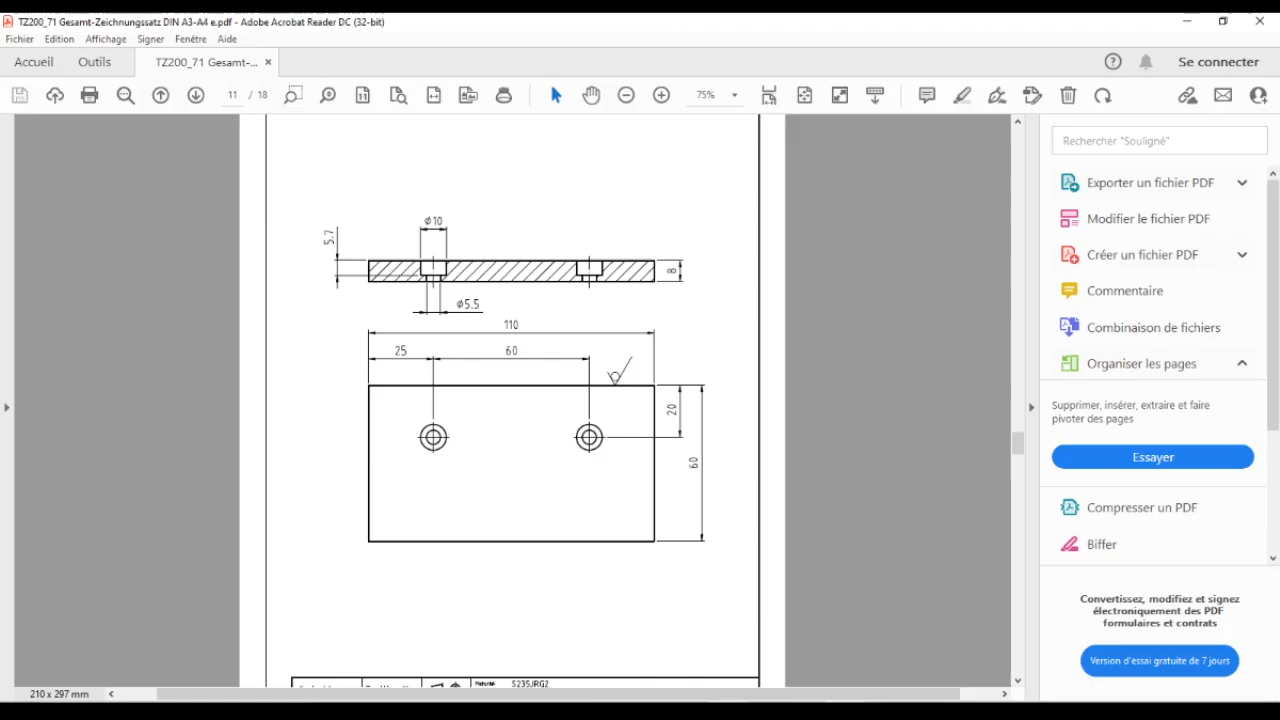 TZ200_71 Gesamt-Zeichnungssatz DIN A3-A4 e.pdf - Adobe Acrobat Reader DC (32-bit)
Fichier Edition Affichage Signer Fenêtre Aide
Accueil Outils TZ200_71 Gesamt-... × Se connecter
11 / 18 75%
Rechercher "Souligné"
Exporter un fichier PDF
Modifier le fichier PDF
Créer un fichier PDF
Commentaire
Combinaison de fichiers
Organiser les pages
Supprimer, insérer, extraire et faire
pivoter des pages
Essayer
Compresser un PDF
Biffer
Convertissez, modifiez et signez
électroniquement des PDF
formulaires et contrats
Version d'essai gratuite de 7 jours
ø10
5.7
8
ø5.5
110
25 60
20
60
Material: S235JRG2
210 x 297 mm